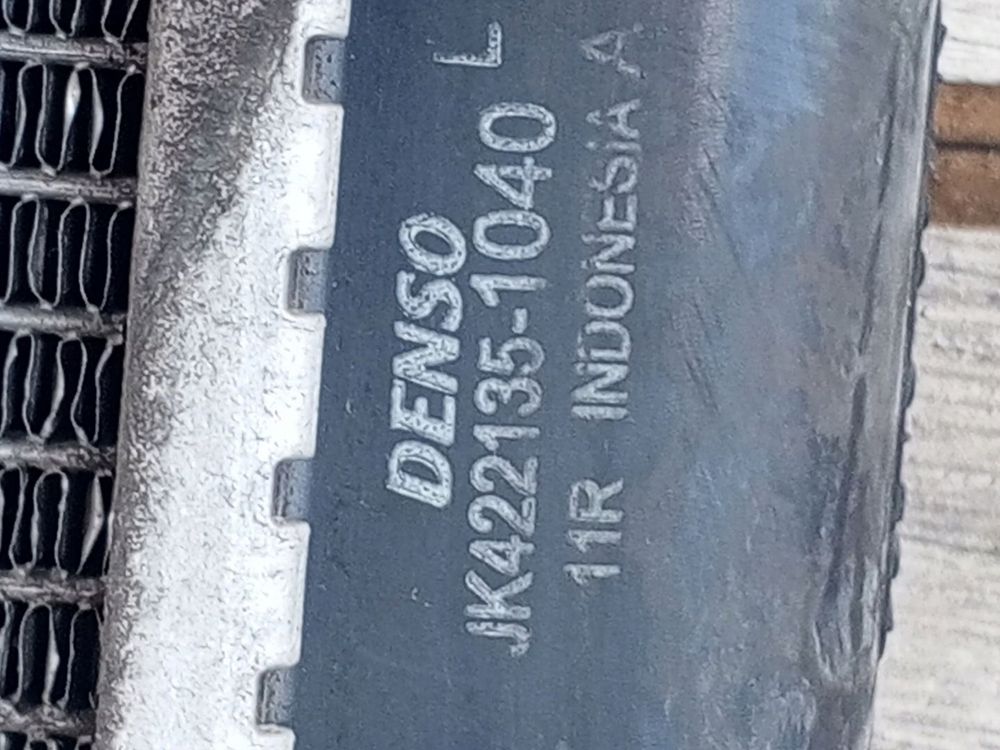 DENSO
JK422135-1040 L
11R INDONESIA A